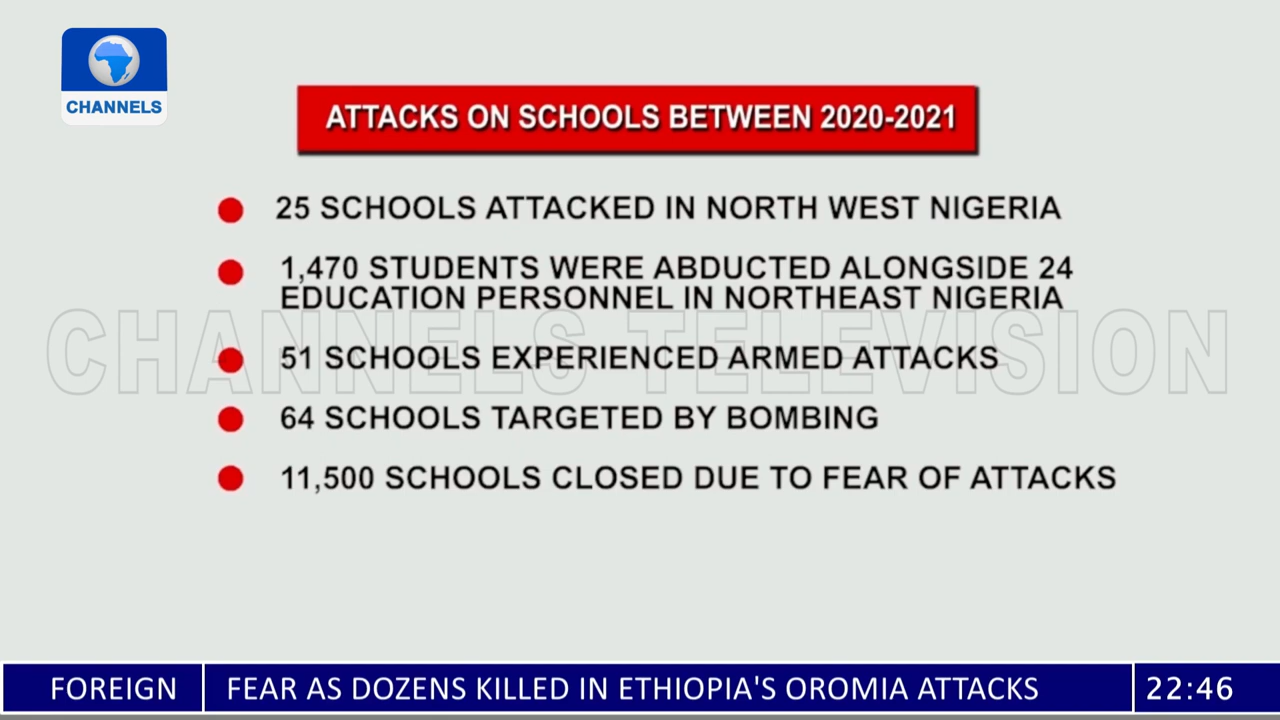 CHANNELS
ATTACKS ON SCHOOLS BETWEEN 2020-2021
25 SCHOOLS ATTACKED IN NORTH WEST NIGERIA
1,470 STUDENTS WERE ABDUCTED ALONGSIDE 24
EDUCATION PERSONNEL IN NORTHEAST NIGERIA
CHANNELS TELEVISION
51 SCHOOLS EXPERIENCED ARMED ATTACKS
64 SCHOOLS TARGETED BY BOMBING
11,500 SCHOOLS CLOSED DUE TO FEAR OF ATTACKS
FOREIGN FEAR AS DOZENS KILLED IN ETHIOPIA'S OROMIA ATTACKS 22:46